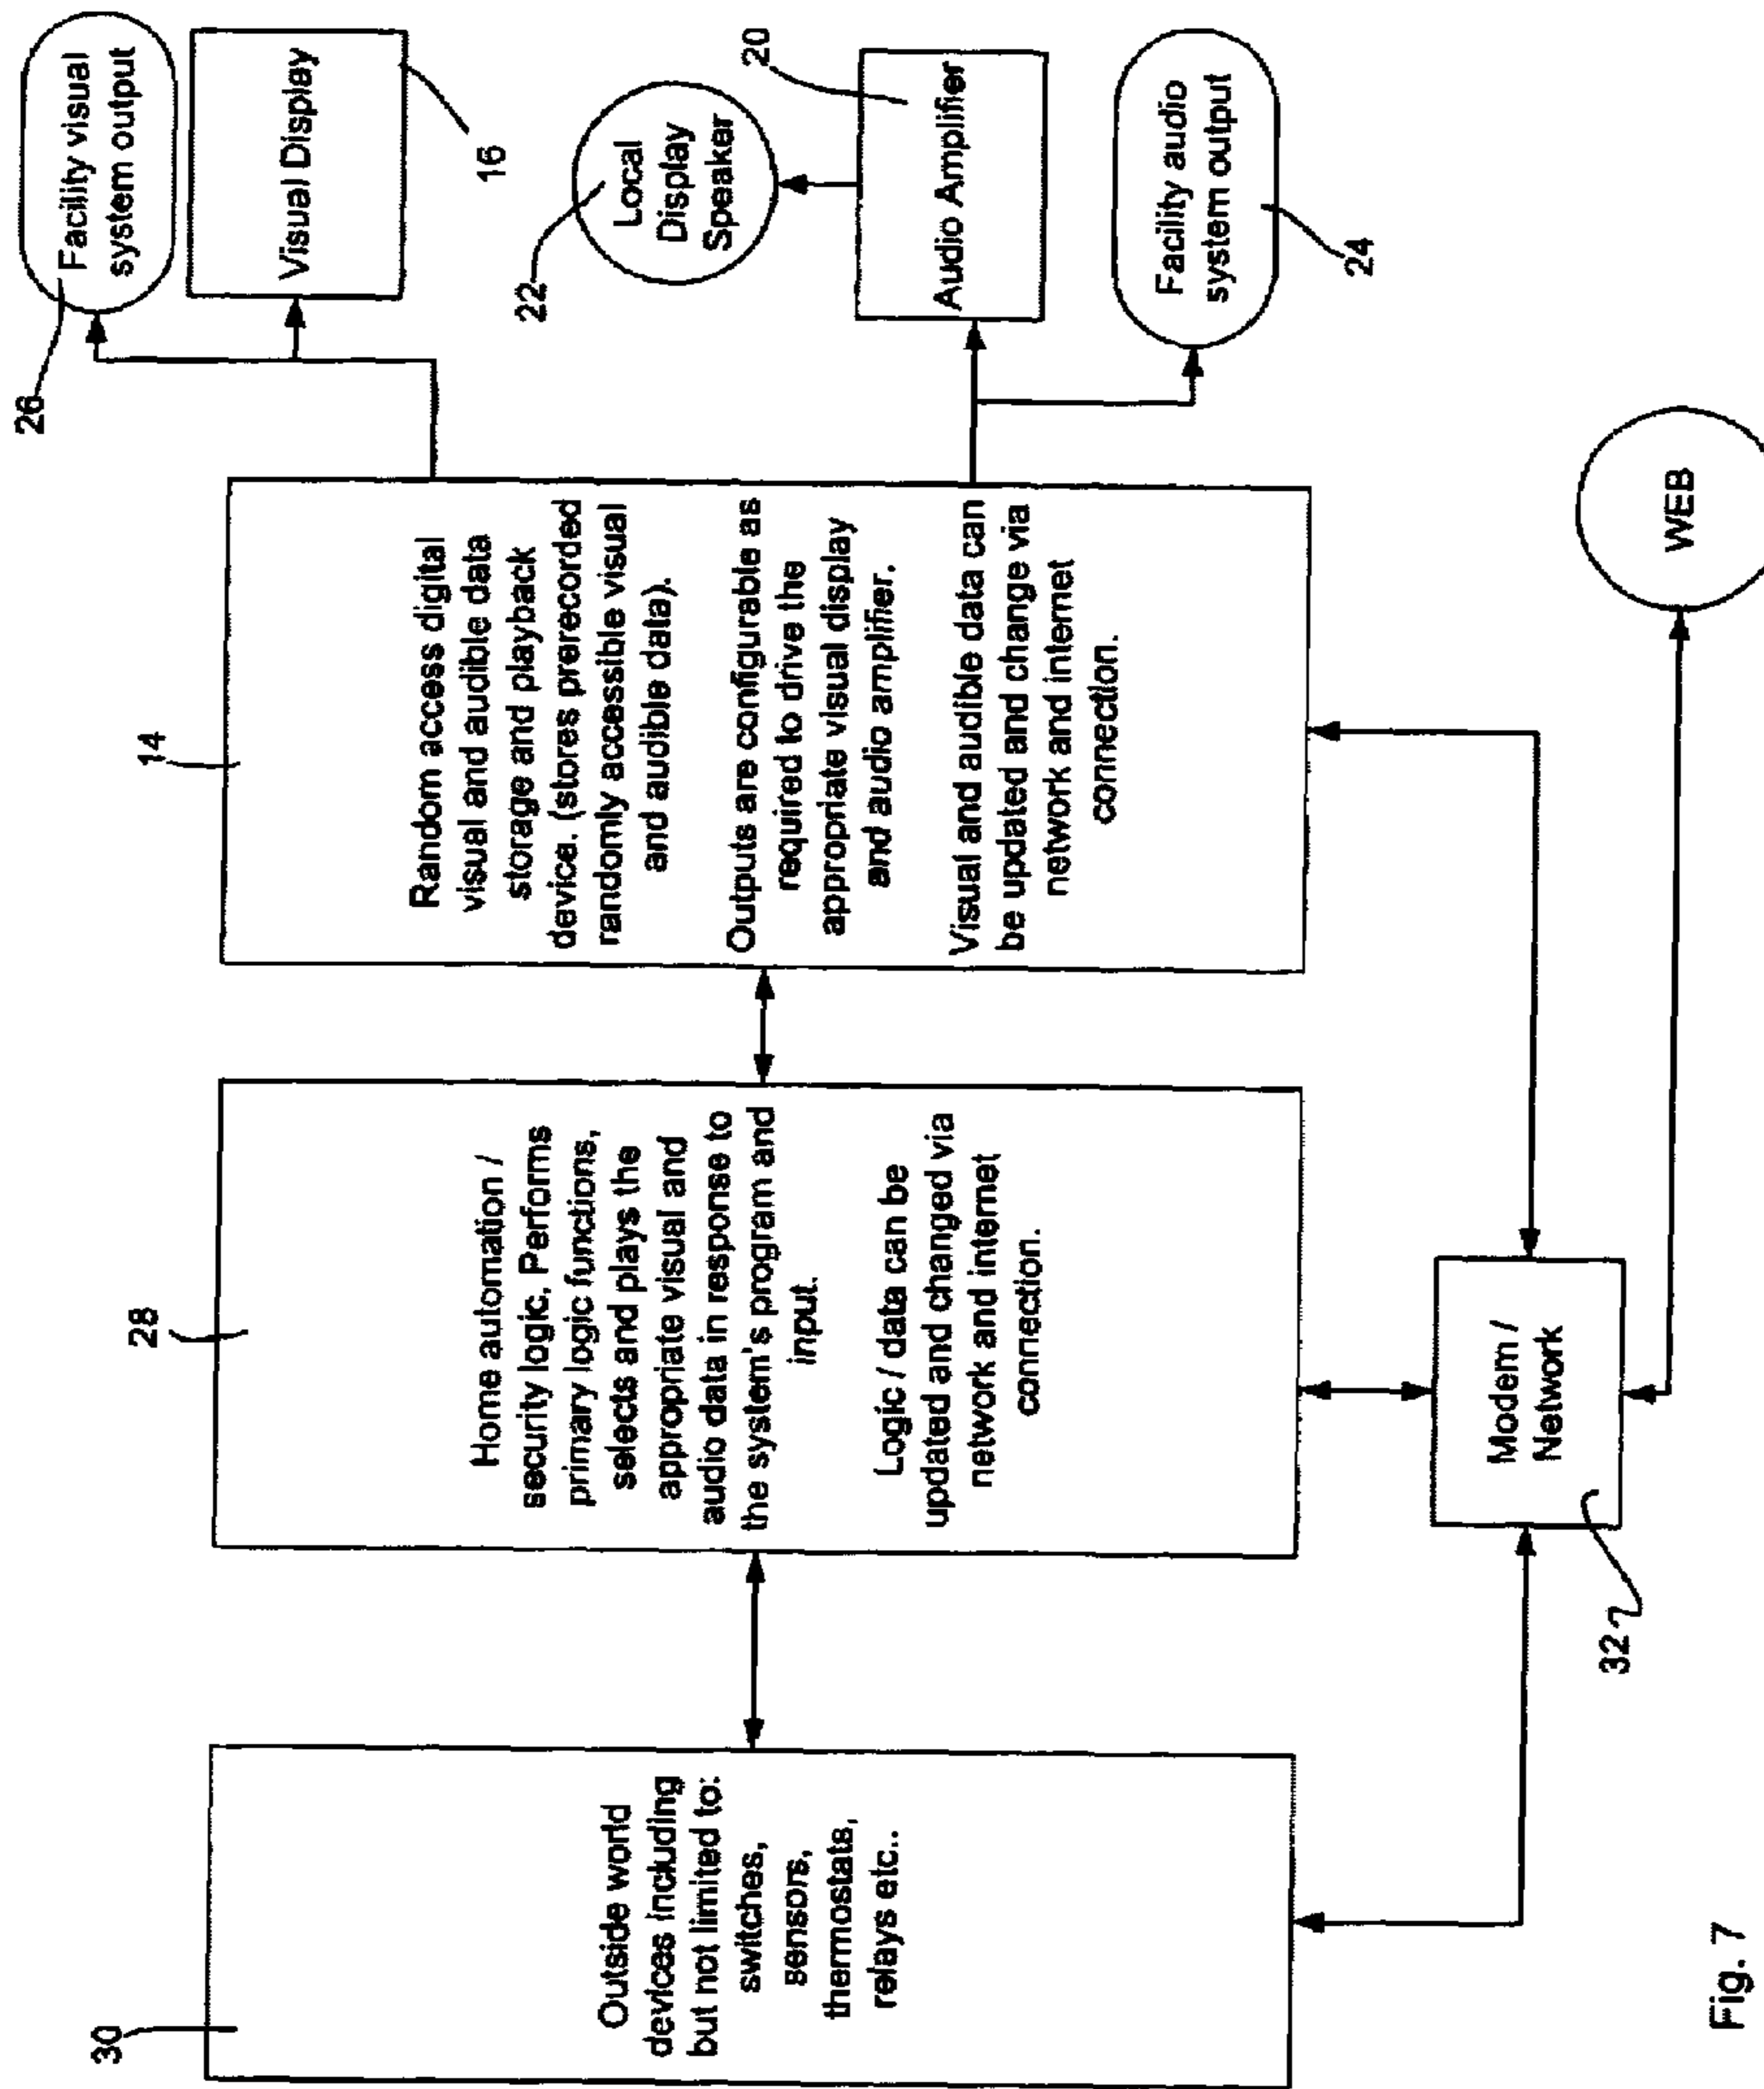 30
Outside world
devices including
but not limited to:
switches,
sensors,
thermostats,
relays etc..
28
Home automation /
security logic, Performs
primary logic functions,
selects and plays the
appropriate visual and
audio data in response to
the system's program and
input.
Logic / data can be
updated and changed via
network and internet
connection.
14
Random access digital
visual and audible data
storage and playback
device. (stores prerecorded
randomly accessible visual
and audible data).
Outputs are configurable as
required to drive the
appropriate visual display
and audio amplifier.
Visual and audible data can
be updated and change via
network and internet
connection.
26
Facility visual
system output
Visual Display
16
22
Local
Display
Speaker
20
Audio Amplifier
Facility audio
system output
24
32
Modem /
Network
WEB
Fig. 7